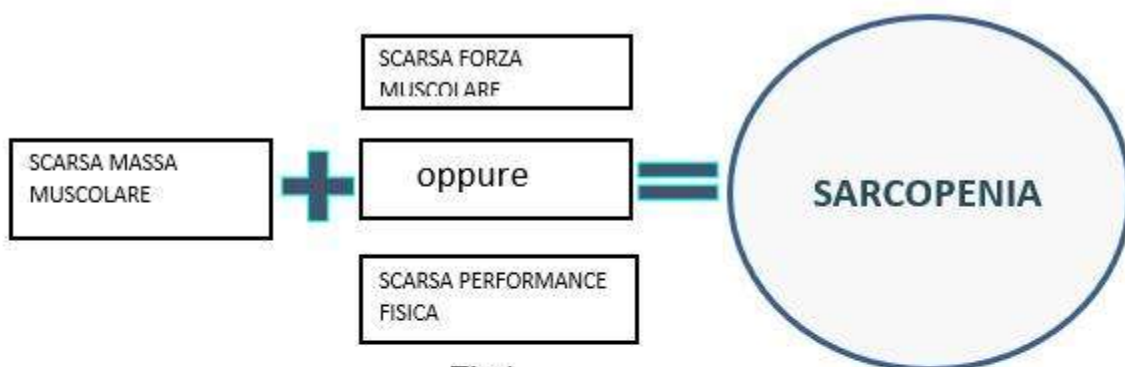 SCARSA FORZA
MUSCOLARE
SCARSA MASSA
MUSCOLARE
oppure
SARCOPENIA
SCARSA PERFORMANCE
FISICA